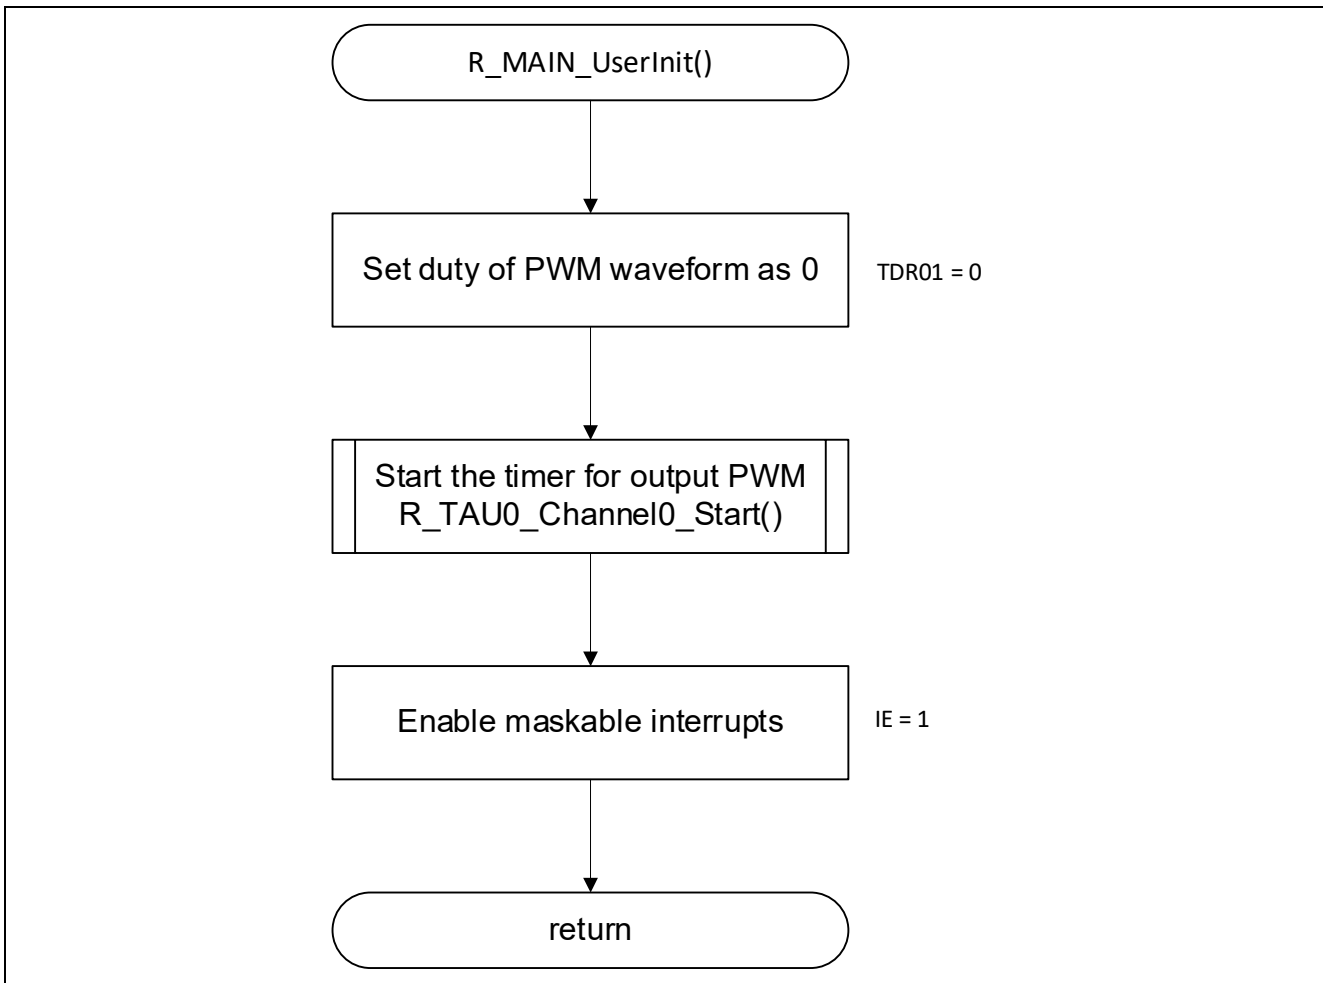 R_MAIN_UserInit()
Set duty of PWM waveform as 0
TDR01 = 0
Start the timer for output PWM
R_TAU0_Channel0_Start()
Enable maskable interrupts
IE = 1
return